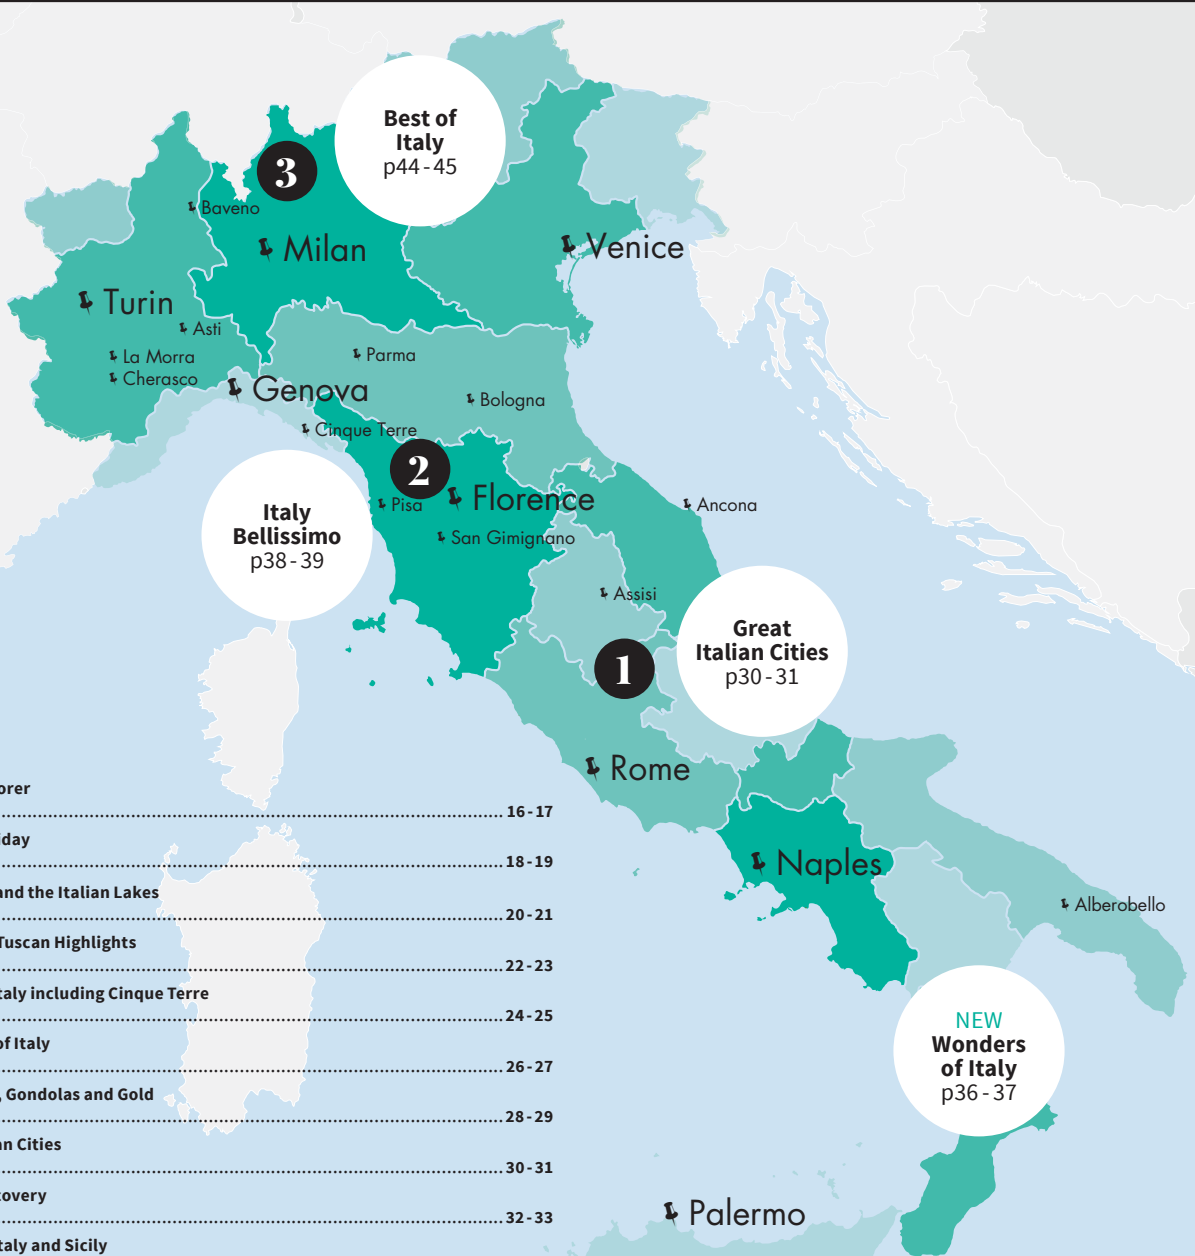 Best of
Italy
p44-45
3
Baveno
Milan
Venice
Turin
Asti
La Morra
Cherasco
Parma
Genova
Bologna
Cinque Terre
2
Florence
Pisa
Ancona
San Gimignano
Italy
Bellissimo
p38-39
Assisi
Great
Italian Cities
p30-31
1
Rome
Naples
Alberobello
NEW
Wonders
of Italy
p36-37
Palermo
orer
16-17
iday
18-19
and the Italian Lakes
20-21
Tuscan Highlights
22-23
taly including Cinque Terre
24-25
of Italy
26-27
, Gondolas and Gold
28-29
an Cities
30-31
covery
32-33
taly and Sicily